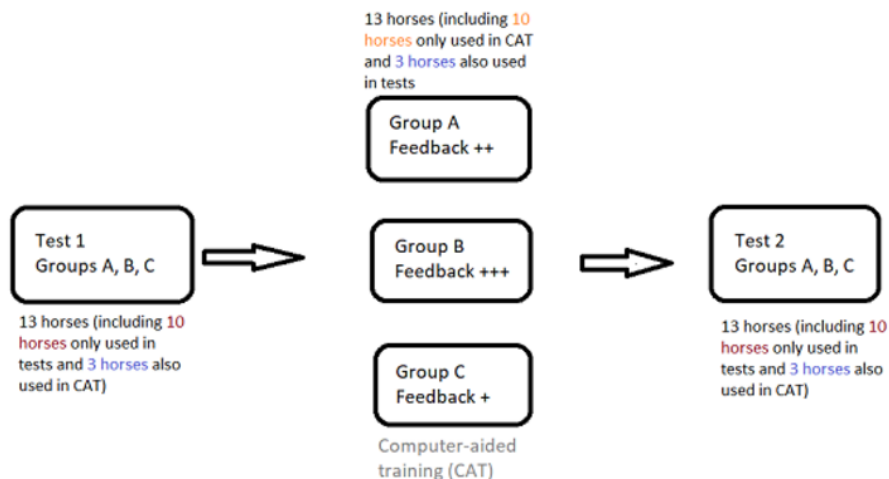 13 horses (including 10
horses only used in CAT
and 3 horses also used
in tests
Group A
Feedback ++
Test 1
Groups A, B, C
13 horses (including 10
horses only used in
tests and 3 horses also
used in CAT)
Group B
Feedback +++
Group C
Feedback +
Computer-aided
training (CAT)
Test 2
Groups A, B, C
13 horses (including 10
horses only used in
tests and 3 horses also
used in CAT)